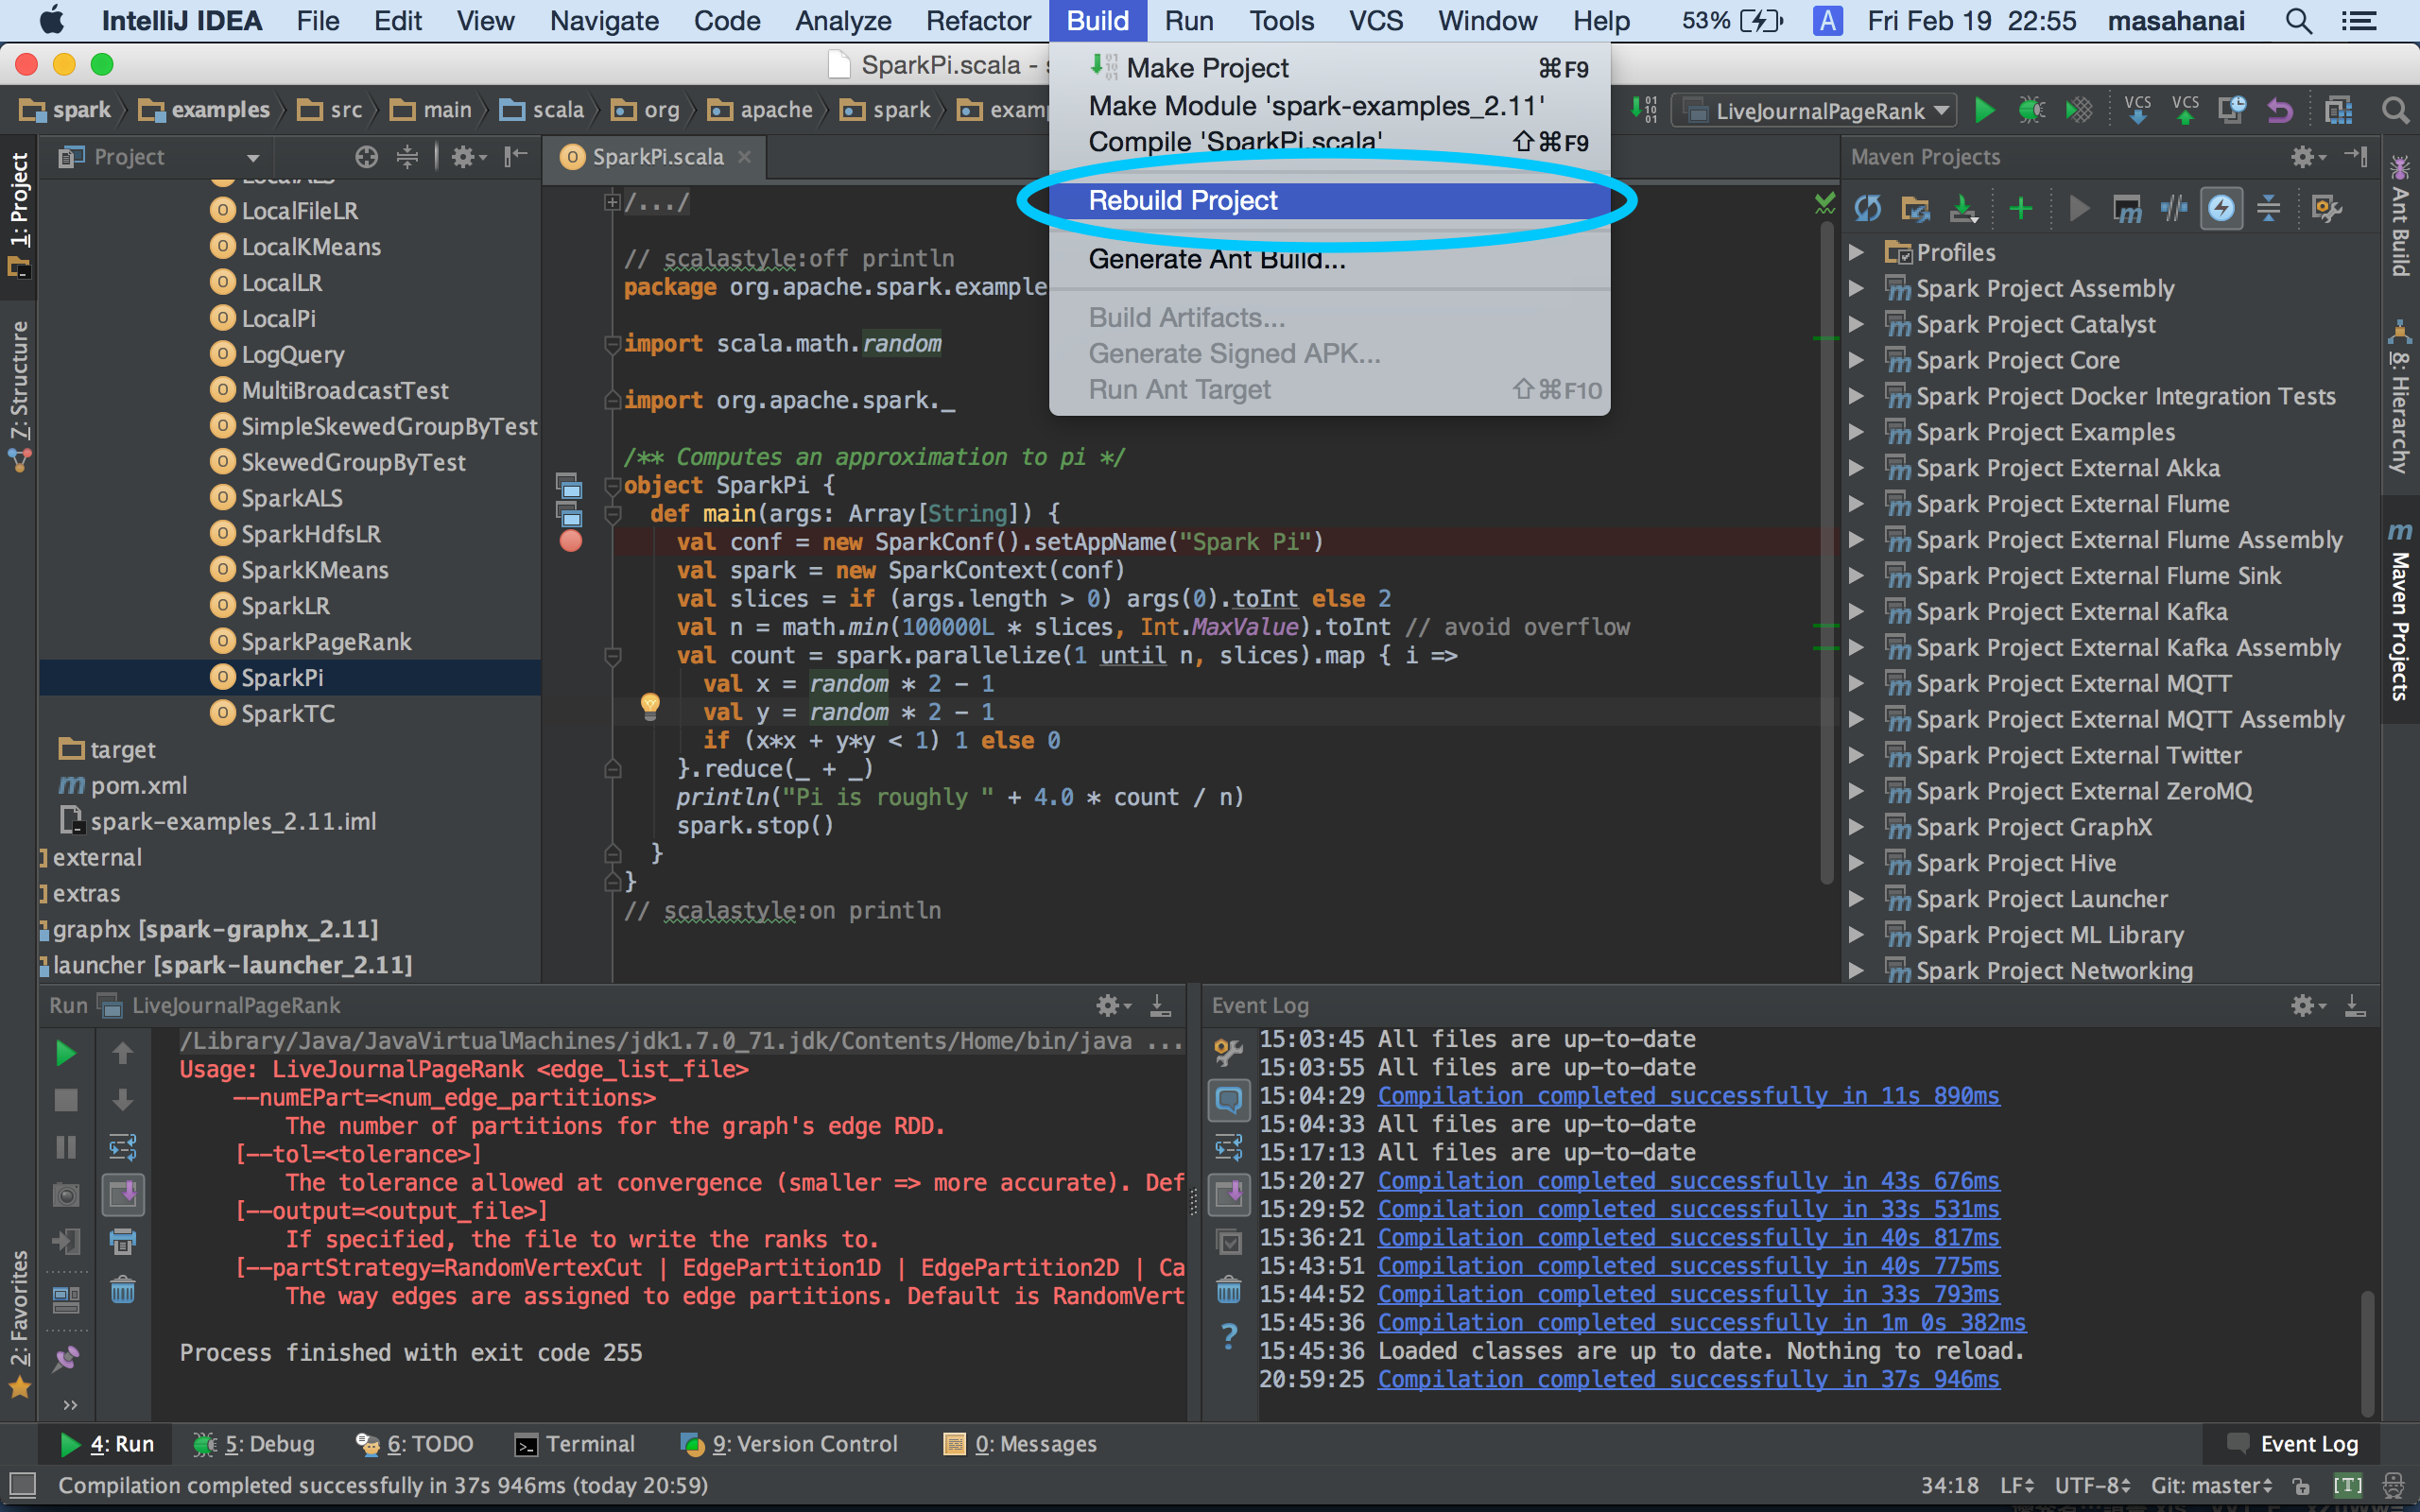 IntelliJ IDEA File Edit View Navigate Code Analyze Refactor Build Run Tools VCS Window Help 53% A Fri Feb 19 22:55 masahanai
SparkPi.scala -
spark examples src main scala org apache spark
LiveJournalPageRank VCS VCS
Make Project ⌘F9
Make Module 'spark-examples_2.11'
Compile 'SparkPi.scala' ⇧⌘F9
Rebuild Project
Generate Ant Build...
Build Artifacts...
Generate Signed APK...
Run Ant Target ⇧⌘F10
1: Project
Z: Structure
2: Favorites
Project
LocalALS
LocalFileLR
LocalKMeans
LocalLR
LocalPi
LogQuery
MultiBroadcastTest
SimpleSkewedGroupByTest
SkewedGroupByTest
SparkALS
SparkHdfsLR
SparkKMeans
SparkLR
SparkPageRank
SparkPi
SparkTC
target
pom.xml
spark-examples_2.11.iml
external
extras
graphx [spark-graphx_2.11]
launcher [spark-launcher_2.11]
SparkPi.scala
/.../
// scalastyle:off println
package org.apache.spark.example
import scala.math.random
import org.apache.spark._
/** Computes an approximation to pi */
object SparkPi {
def main(args: Array[String]) {
val conf = new SparkConf().setAppName("Spark Pi")
val spark = new SparkContext(conf)
val slices = if (args.length > 0) args(0).toInt else 2
val n = math.min(100000L * slices, Int.MaxValue).toInt // avoid overflow
val count = spark.parallelize(1 until n, slices).map { i =>
val x = random * 2 - 1
val y = random * 2 - 1
if (x*x + y*y < 1) 1 else 0
}.reduce(_ + _)
println("Pi is roughly " + 4.0 * count / n)
spark.stop()
}
}
// scalastyle:on println
Maven Projects
Profiles
Spark Project Assembly
Spark Project Catalyst
Spark Project Core
Spark Project Docker Integration Tests
Spark Project Examples
Spark Project External Akka
Spark Project External Flume
Spark Project External Flume Assembly
Spark Project External Flume Sink
Spark Project External Kafka
Spark Project External Kafka Assembly
Spark Project External MQTT
Spark Project External MQTT Assembly
Spark Project External Twitter
Spark Project External ZeroMQ
Spark Project GraphX
Spark Project Hive
Spark Project Launcher
Spark Project ML Library
Spark Project Networking
Ant Build
8: Hierarchy
Maven Projects
Run LiveJournalPageRank
/Library/Java/JavaVirtualMachines/jdk1.7.0_71.jdk/Contents/Home/bin/java ...
Usage: LiveJournalPageRank <edge_list_file>
--numEPart=<num_edge_partitions>
The number of partitions for the graph's edge RDD.
[--tol=<tolerance>]
The tolerance allowed at convergence (smaller => more accurate). Def
[--output=<output_file>]
If specified, the file to write the ranks to.
[--partStrategy=RandomVertexCut | EdgePartition1D | EdgePartition2D | Ca
The way edges are assigned to edge partitions. Default is RandomVert
Process finished with exit code 255
Event Log
15:03:45 All files are up-to-date
15:03:55 All files are up-to-date
15:04:29 Compilation completed successfully in 11s 890ms
15:04:33 All files are up-to-date
15:17:13 All files are up-to-date
15:20:27 Compilation completed successfully in 43s 676ms
15:29:52 Compilation completed successfully in 33s 531ms
15:36:21 Compilation completed successfully in 40s 817ms
15:43:51 Compilation completed successfully in 40s 775ms
15:44:52 Compilation completed successfully in 33s 793ms
15:45:36 Compilation completed successfully in 1m 0s 382ms
15:45:36 Loaded classes are up to date. Nothing to reload.
20:59:25 Compilation completed successfully in 37s 946ms
4: Run 5: Debug 6: TODO Terminal 9: Version Control 0: Messages Event Log
Compilation completed successfully in 37s 946ms (today 20:59) 34:18 LF UTF-8 Git: master [T]